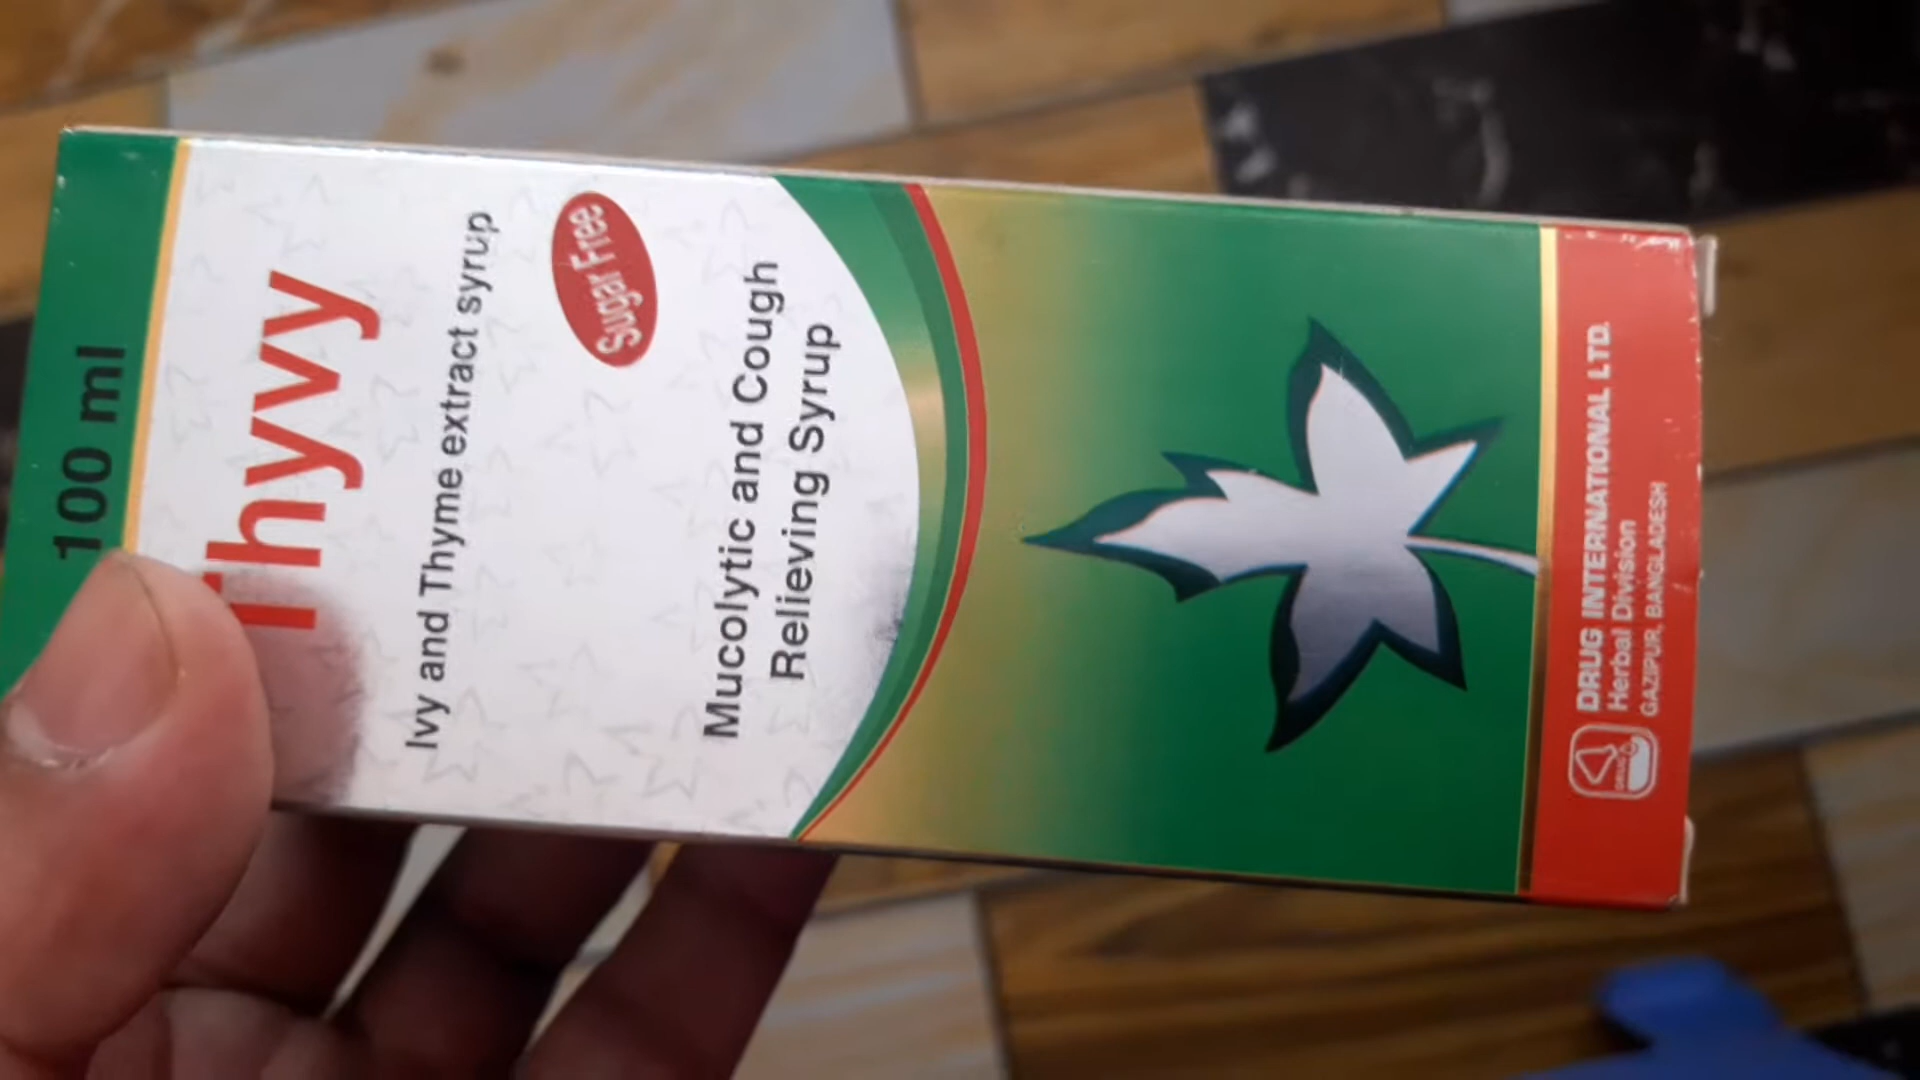 100 ml
Thyvy
Ivy and Thyme extract syrup
Sugar Free
Mucolytic and Cough
Relieving Syrup
DRUG INTERNATIONAL LTD.
Herbal Division
GAZIPUR, BANGLADESH